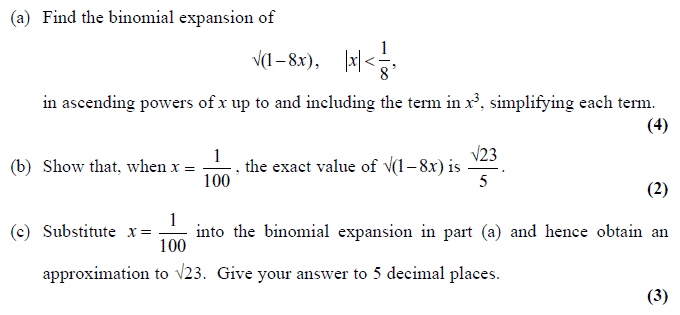 (a) Find the binomial expansion of
√(1–8x), |x| < 1/8,
in ascending powers of x up to and including the term in x³, simplifying each term.
(4)
(b) Show that, when x = 1/100, the exact value of √(1–8x) is √23/5.
(2)
(c) Substitute x = 1/100 into the binomial expansion in part (a) and hence obtain an
approximation to √23. Give your answer to 5 decimal places.
(3)